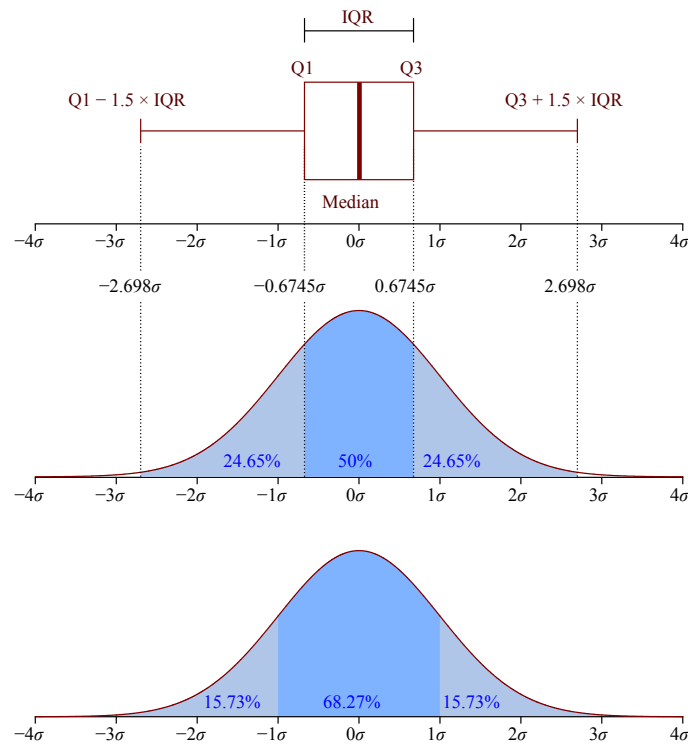 IQR
Q1 Q3
Q1 − 1.5 × IQR Q3 + 1.5 × IQR
Median
−4σ −3σ −2σ −1σ 0σ 1σ 2σ 3σ 4σ
−2.698σ −0.6745σ 0.6745σ 2.698σ
24.65% 50% 24.65%
−4σ −3σ −2σ −1σ 0σ 1σ 2σ 3σ 4σ
15.73% 68.27% 15.73%
−4σ −3σ −2σ −1σ 0σ 1σ 2σ 3σ 4σ